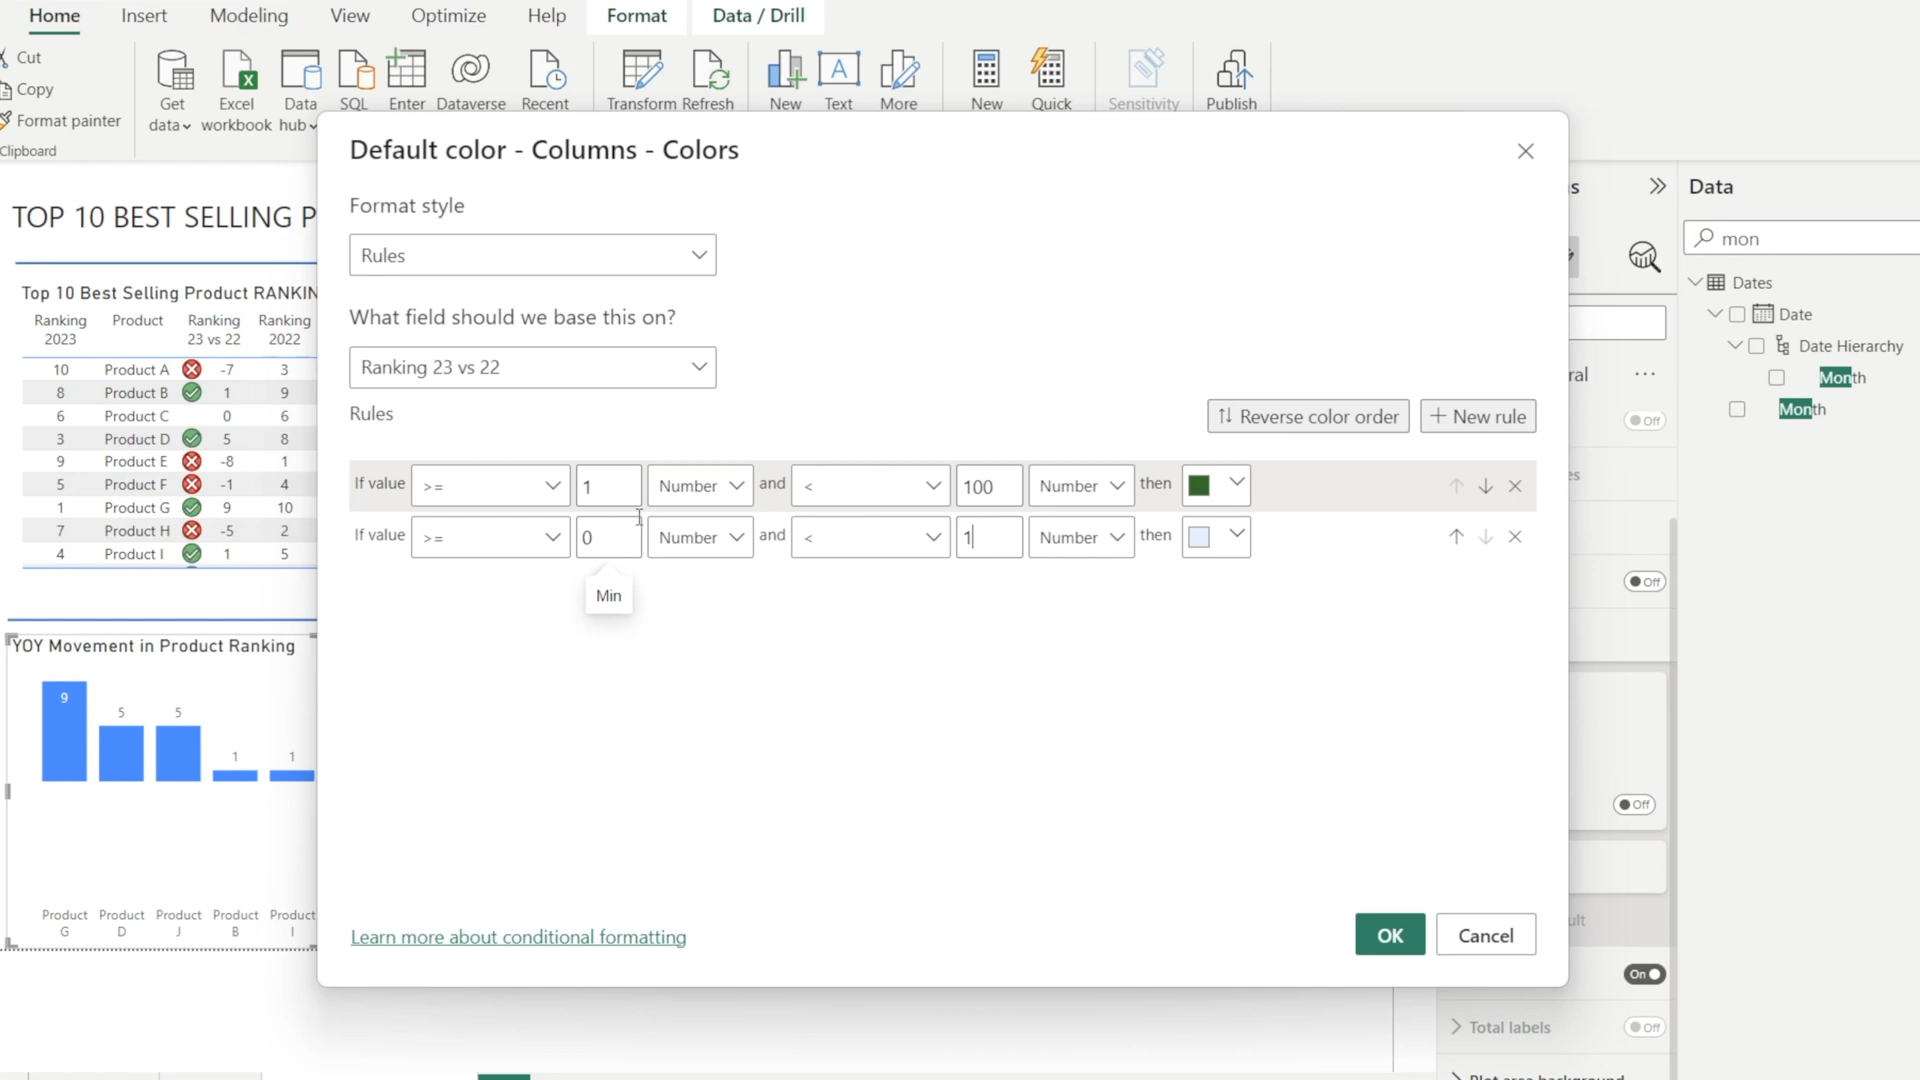 Home Insert Modeling View Optimize Help Format Data / Drill
Cut
Copy
Format painter
Clipboard
Get data
Excel workbook
Data hub
SQL
Enter
Dataverse
Recent
Transform
Refresh
New
Text
More
New
Quick
Sensitivity
Publish
TOP 10 BEST SELLING P
Top 10 Best Selling Product RANKIN
Ranking 2023 Product Ranking 23 vs 22 Ranking 2022
10 Product A -7 3
8 Product B 1 9
6 Product C 0 6
3 Product D 5 8
9 Product E -8 1
5 Product F -1 4
1 Product G 9 10
7 Product H -5 2
4 Product I 1 5
YOY Movement in Product Ranking
9 5 5 1 1
Product G Product D Product J Product B Product I
Default color - Columns - Colors
Format style
Rules
What field should we base this on?
Ranking 23 vs 22
Rules
Reverse color order
New rule
If value >= 1 Number and < 100 Number then
If value >= 0 Number and < 1 Number then
Min
Learn more about conditional formatting
OK
Cancel
s
ral
Off
es
Off
Off
ult
On
Total labels Off
Data
mon
Dates
Date
Date Hierarchy
Month
Month